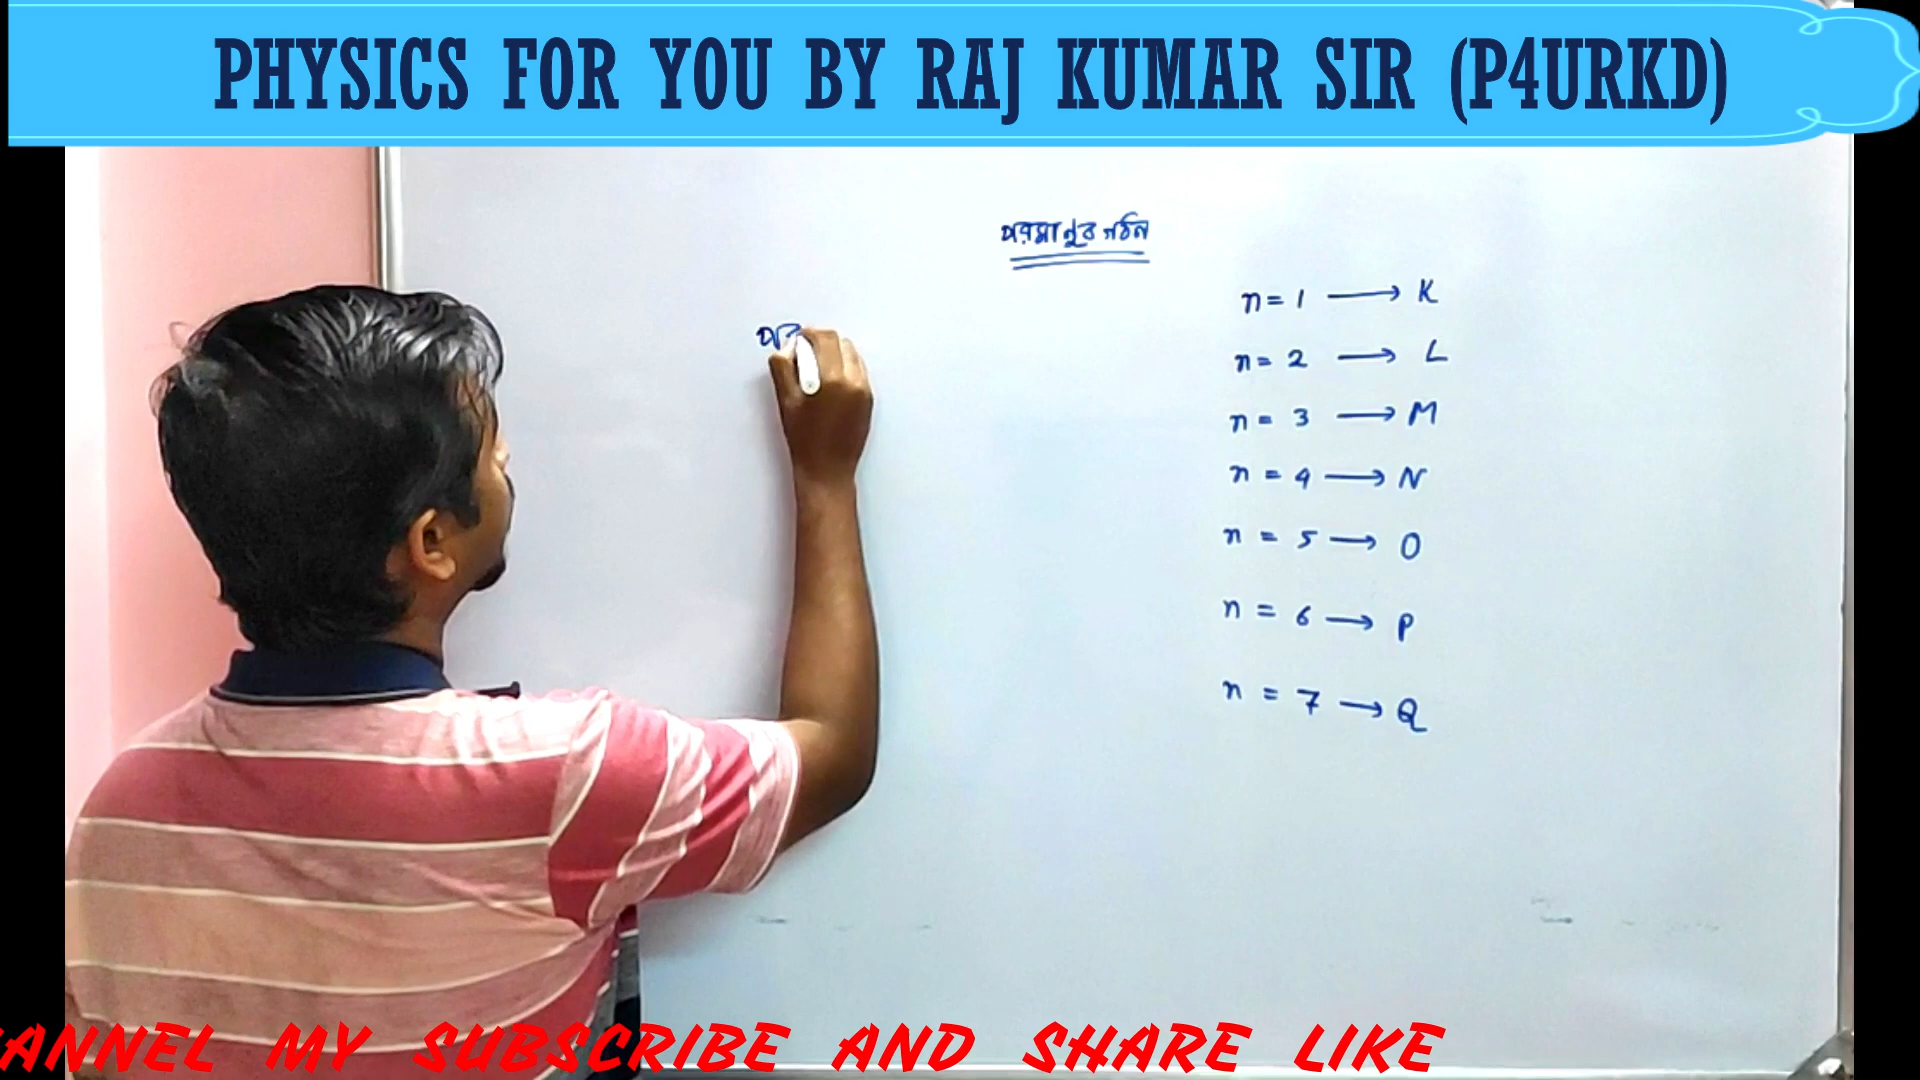 PHYSICS FOR YOU BY RAJ KUMAR SIR (P4URKD)
পরমাণুর গঠন
n = 1 → K
n = 2 → L
n = 3 → M
n = 4 → N
n = 5 → O
n = 6 → P
n = 7 → Q
ANNEL MY SUBSCRIBE AND SHARE LIKE